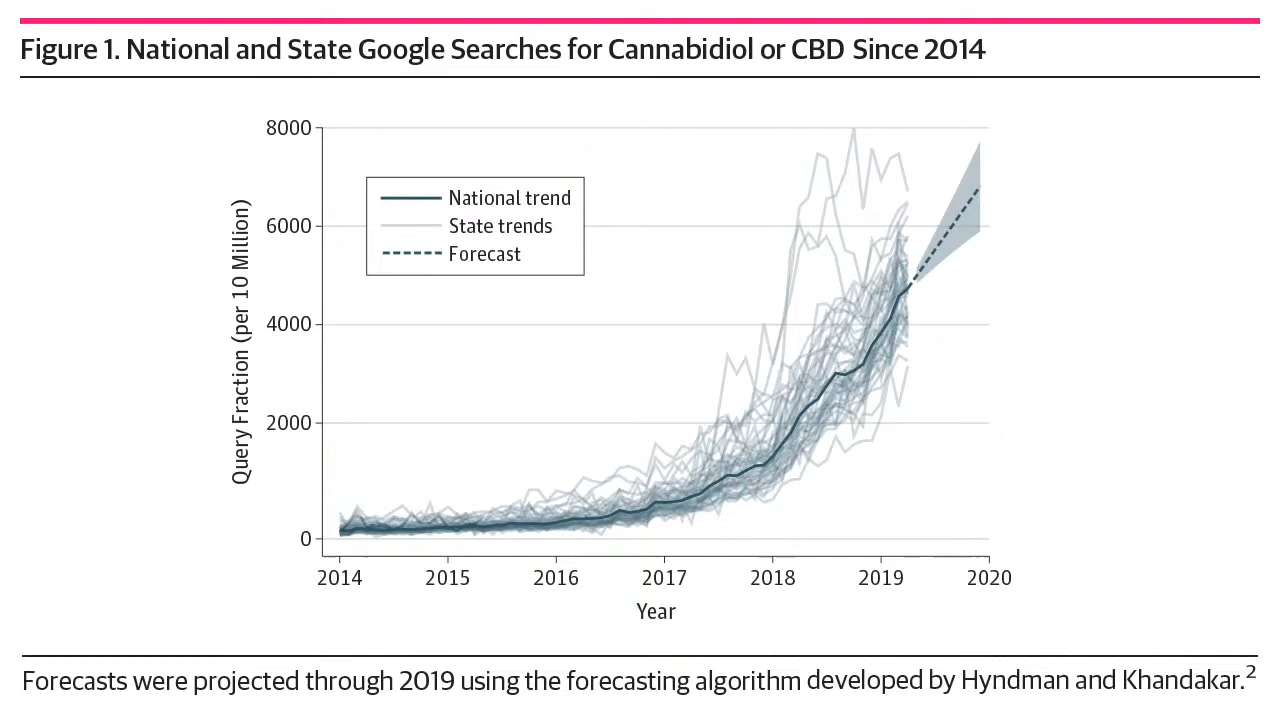 Figure 1. National and State Google Searches for Cannabidiol or CBD Since 2014
8000
6000
4000
2000
0
Query Fraction (per 10 Million)
National trend
State trends
Forecast
2014 2015 2016 2017 2018 2019 2020
Year
Forecasts were projected through 2019 using the forecasting algorithm developed by Hyndman and Khandakar.2